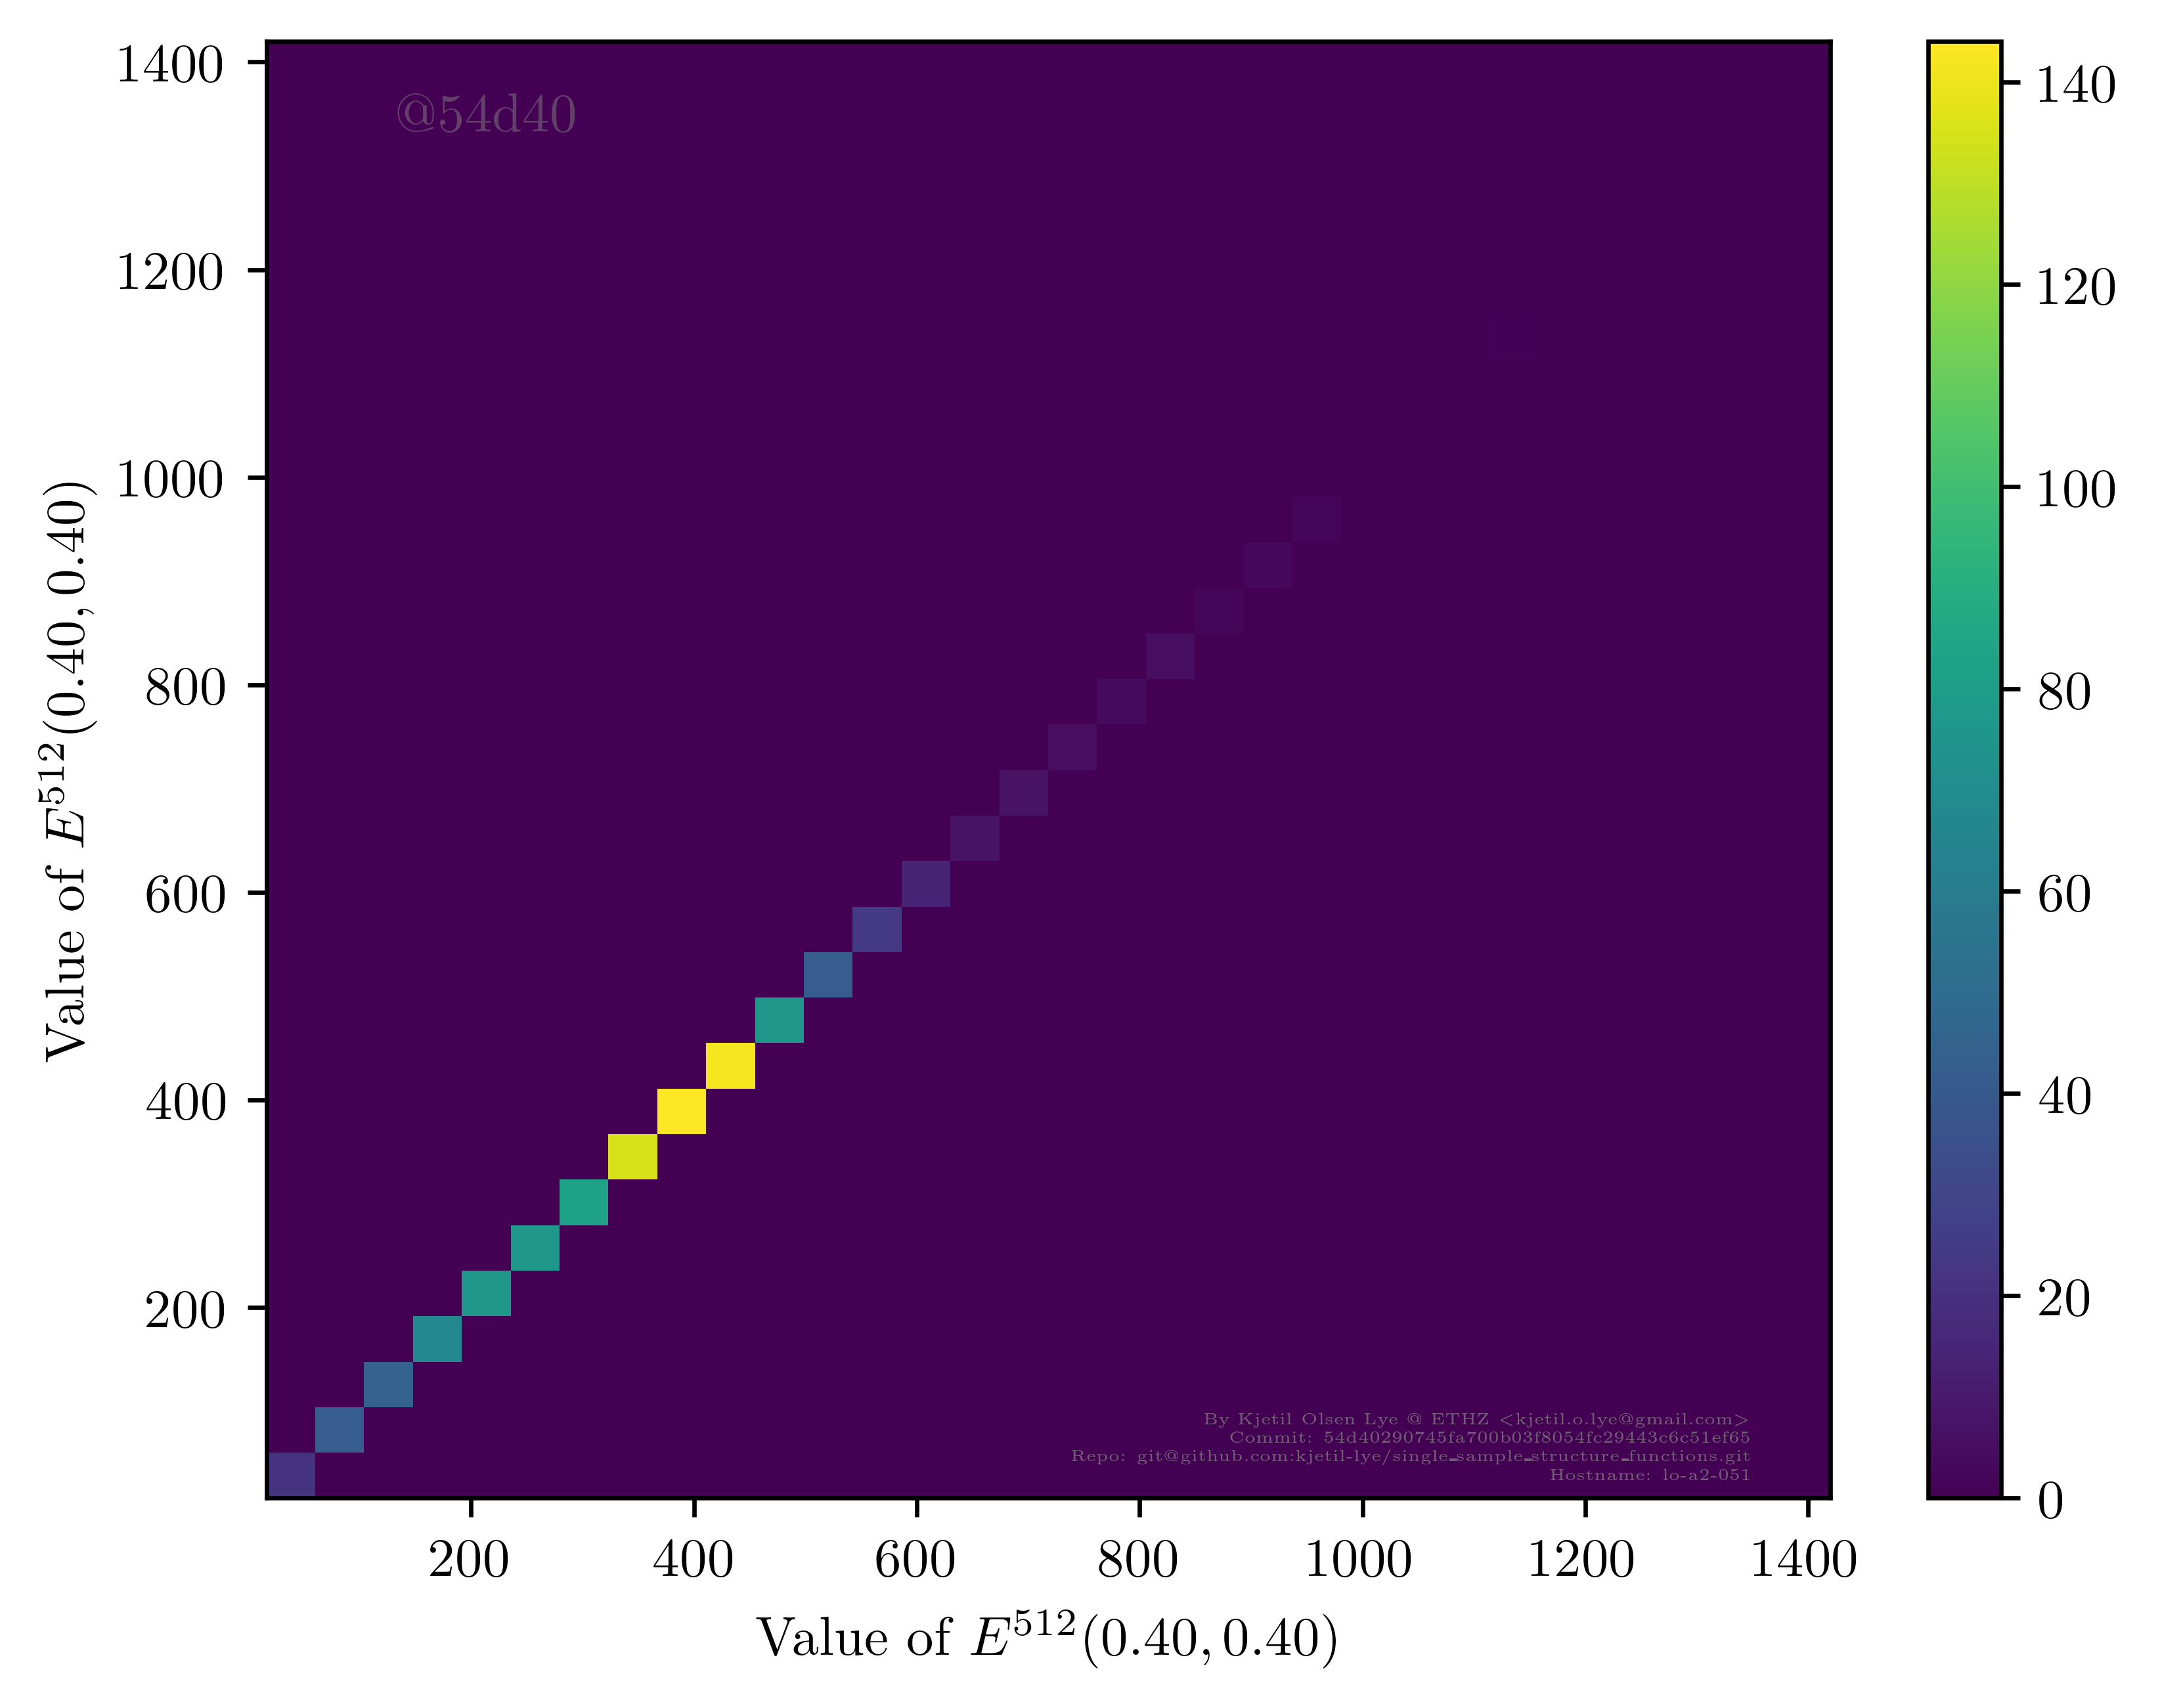 @54d40
1400
1200
1000
800
600
400
200
Value of E^512(0.40, 0.40)
200 400 600 800 1000 1200 1400
Value of E^512(0.40, 0.40)
140
120
100
80
60
40
20
0
By Kjetil Olsen Lye @ ETHZ <kjetil.o.lye@gmail.com>
Commit: 54d40290745fa700b03f8054fc29443c6c51ef65
Repo: git@github.com:kjetil-lye/single_sample_structure_functions.git
Hostname: lo-a2-051